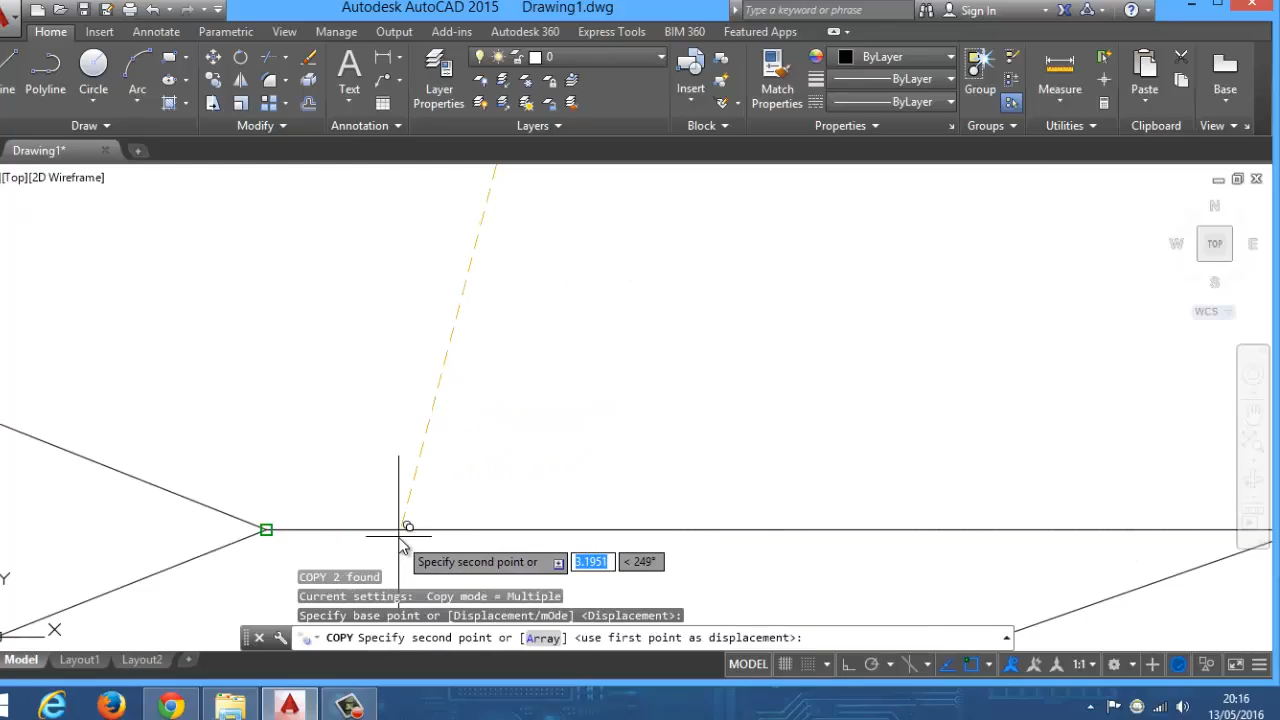 Autodesk AutoCAD 2015 Drawing1.dwg
Type a keyword or phrase
Sign In
Home Insert Annotate Parametric View Manage Output Add-ins Autodesk 360 Express Tools BIM 360 Featured Apps
0
ByLayer
Polyline Circle Arc Text Layer Properties Insert Match Properties ByLayer Group Measure Paste Base
ByLayer
Draw Modify Annotation Layers Block Properties Groups Utilities Clipboard View
Drawing1*
[Top][2D Wireframe]
N
W TOP E
S
WCS
Specify second point or 3.1951 < 249°
COPY 2 found
Y
Current settings: Copy mode = Multiple
Specify base point or [Displacement/mOde] <Displacement>:
X
COPY Specify second point or [Array] <use first point as displacement>:
Model Layout1 Layout2 +
MODEL 1:1
20:16
13/05/2016